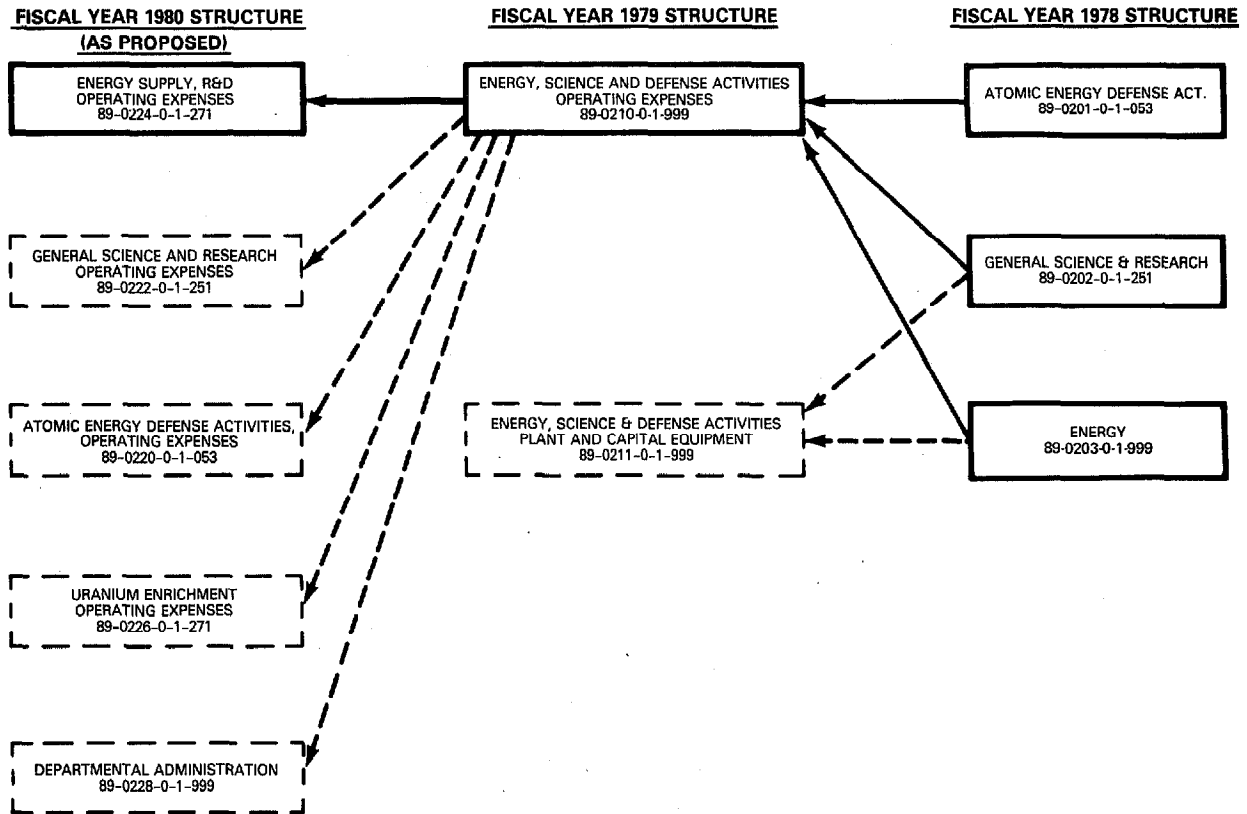 FISCAL YEAR 1980 STRUCTURE
(AS PROPOSED)
ENERGY SUPPLY, R&D
OPERATING EXPENSES
89-0224-0-1-271
GENERAL SCIENCE AND RESEARCH
OPERATING EXPENSES
89-0222-0-1-251
ATOMIC ENERGY DEFENSE ACTIVITIES,
OPERATING EXPENSES
89-0220-0-1-053
URANIUM ENRICHMENT
OPERATING EXPENSES
89-0226-0-1-271
DEPARTMENTAL ADMINISTRATION
89-0228-0-1-999
FISCAL YEAR 1979 STRUCTURE
ENERGY, SCIENCE AND DEFENSE ACTIVITIES
OPERATING EXPENSES
89-0210-0-1-999
ENERGY, SCIENCE & DEFENSE ACTIVITIES
PLANT AND CAPITAL EQUIPMENT
89-0211-0-1-999
FISCAL YEAR 1978 STRUCTURE
ATOMIC ENERGY DEFENSE ACT.
89-0201-0-1-053
GENERAL SCIENCE & RESEARCH
89-0202-0-1-251
ENERGY
89-0203-0-1-999